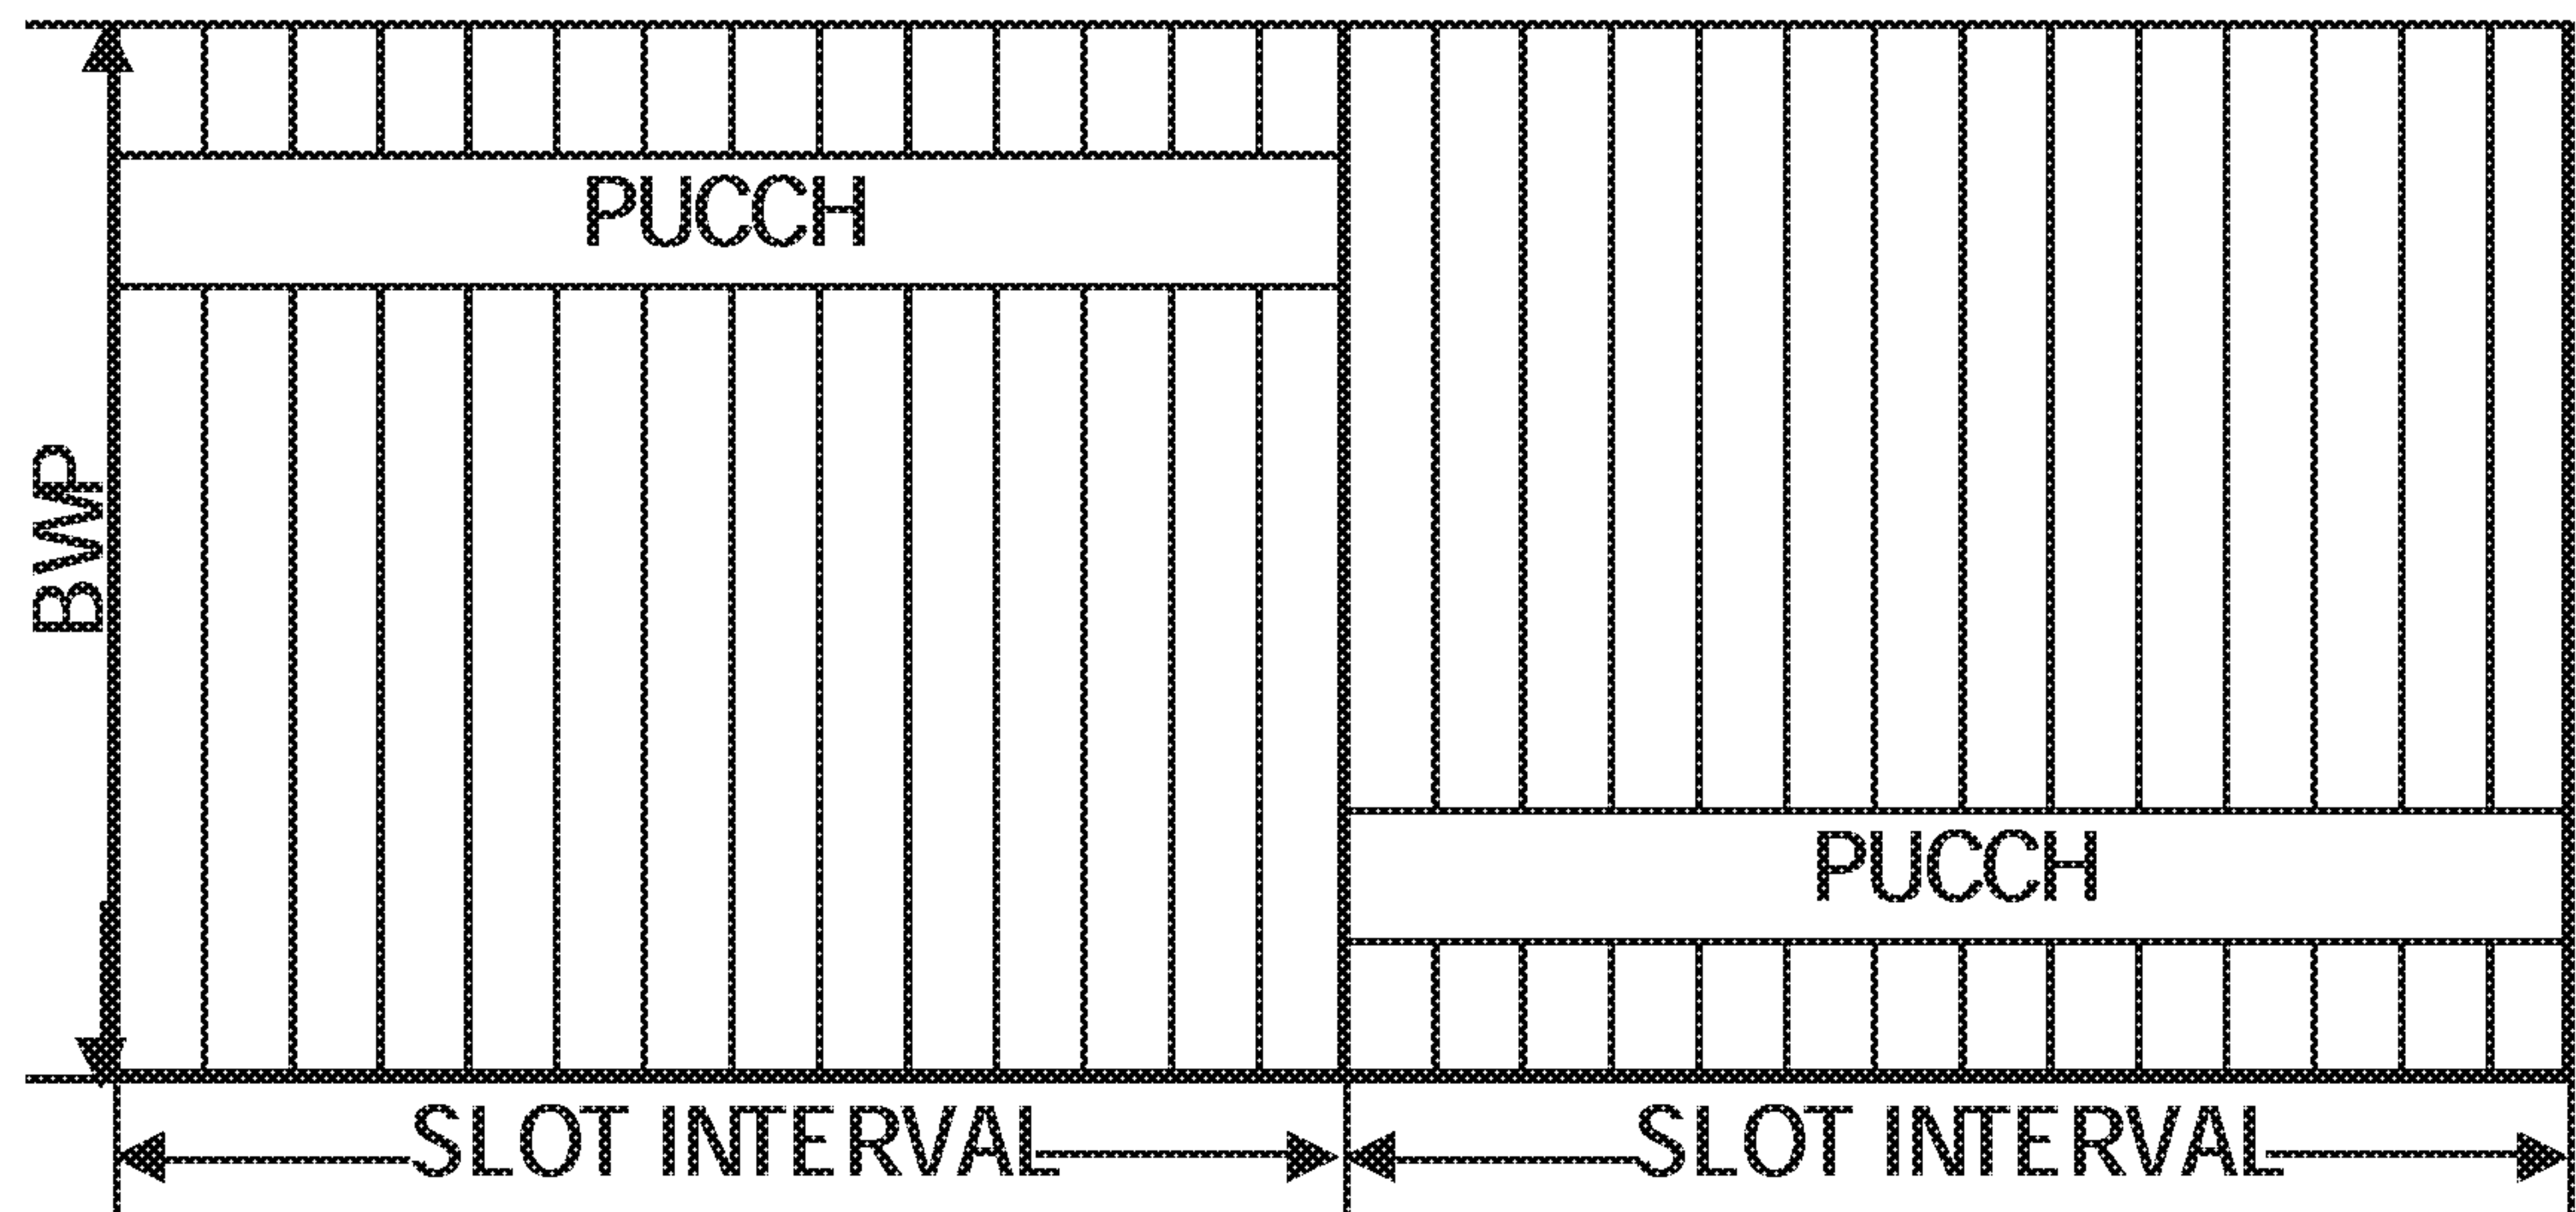 PUCCH
BWP
PUCCH
SLOT INTERVAL
SLOT INTERVAL